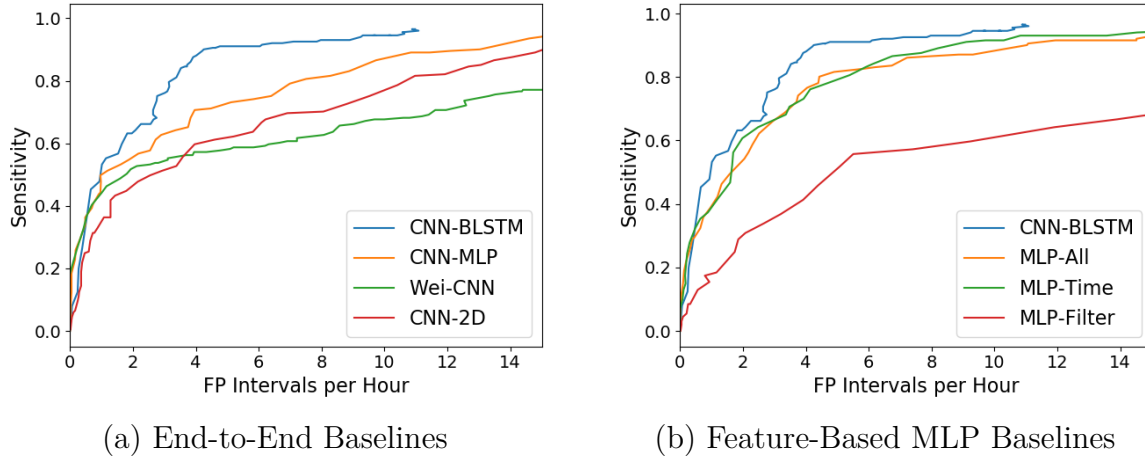 1.0
0.8
0.6
0.4
0.2
0.0
Sensitivity
0 2 4 6 8 10 12 14
FP Intervals per Hour
CNN-BLSTM
CNN-MLP
Wei-CNN
CNN-2D
(a) End-to-End Baselines
1.0
0.8
0.6
0.4
0.2
0.0
Sensitivity
0 2 4 6 8 10 12 14
FP Intervals per Hour
CNN-BLSTM
MLP-All
MLP-Time
MLP-Filter
(b) Feature-Based MLP Baselines